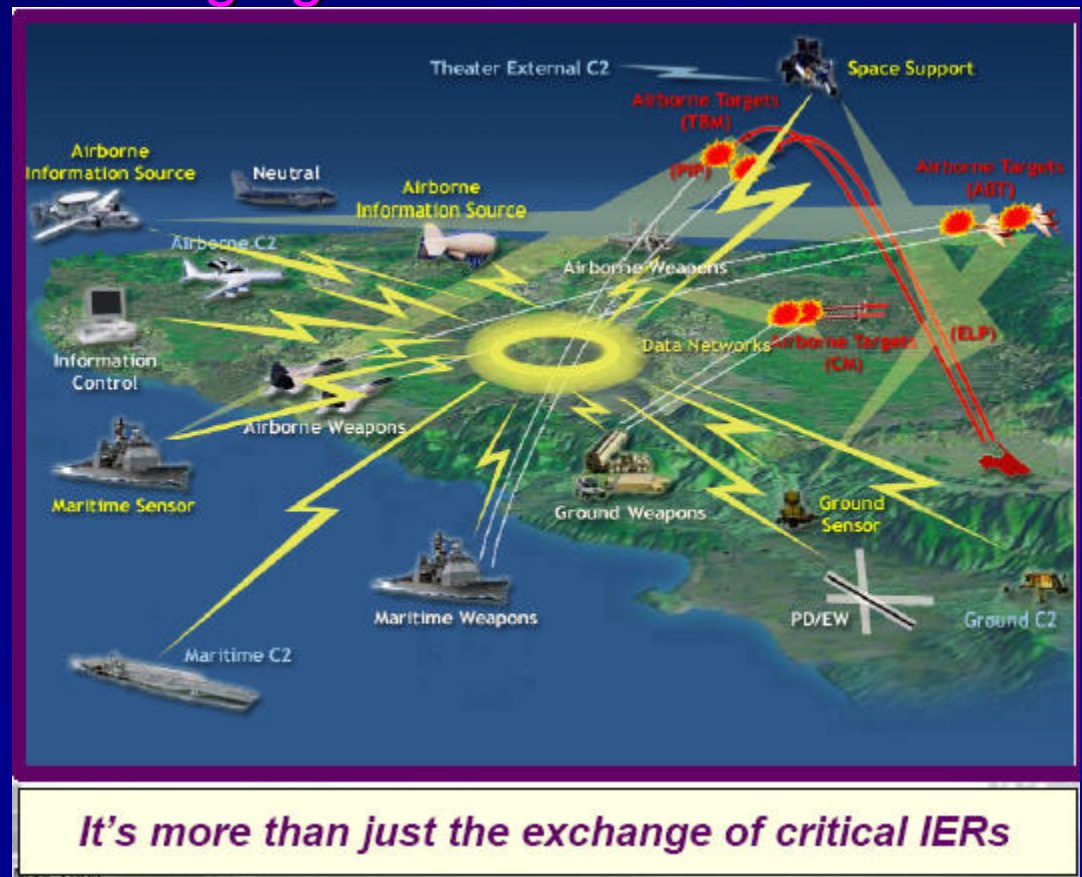 Theater External C2
Space Support
Airborne Targets
(TBM)
Airborne
Information Source
Neutral
(PIP)
Airborne Targets
(ABT)
Airborne
Information Source
Airborne C2
Airborne Weapons
Information
Control
Data Networks
Airborne Targets
(CM)
(ELP)
Airborne Weapons
Maritime Sensor
Ground Weapons
Ground
Sensor
Maritime Weapons
PD/EW
Ground C2
Maritime C2
It's more than just the exchange of critical IERs